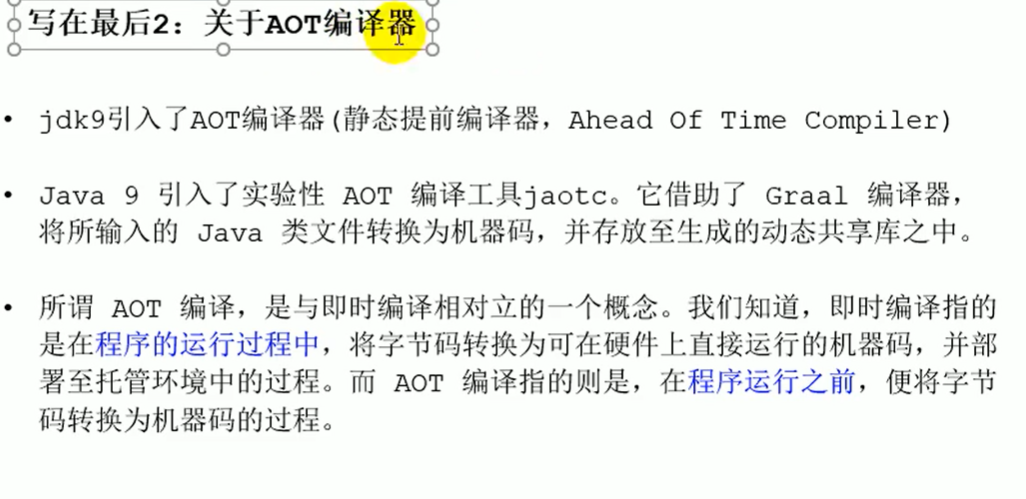 写在最后2：关于AOT编译器
• jdk9引入了AOT编译器(静态提前编译器，Ahead Of Time Compiler)
• Java 9 引入了实验性 AOT 编译工具jaotc。它借助了 Graal 编译器，
将所输入的 Java 类文件转换为机器码，并存放至生成的动态共享库之中。
• 所谓 AOT 编译，是与即时编译相对立的一个概念。我们知道，即时编译指的
是在程序的运行过程中，将字节码转换为可在硬件上直接运行的机器码，并部
署至托管环境中的过程。而 AOT 编译指的则是，在程序运行之前，便将字节
码转换为机器码的过程。